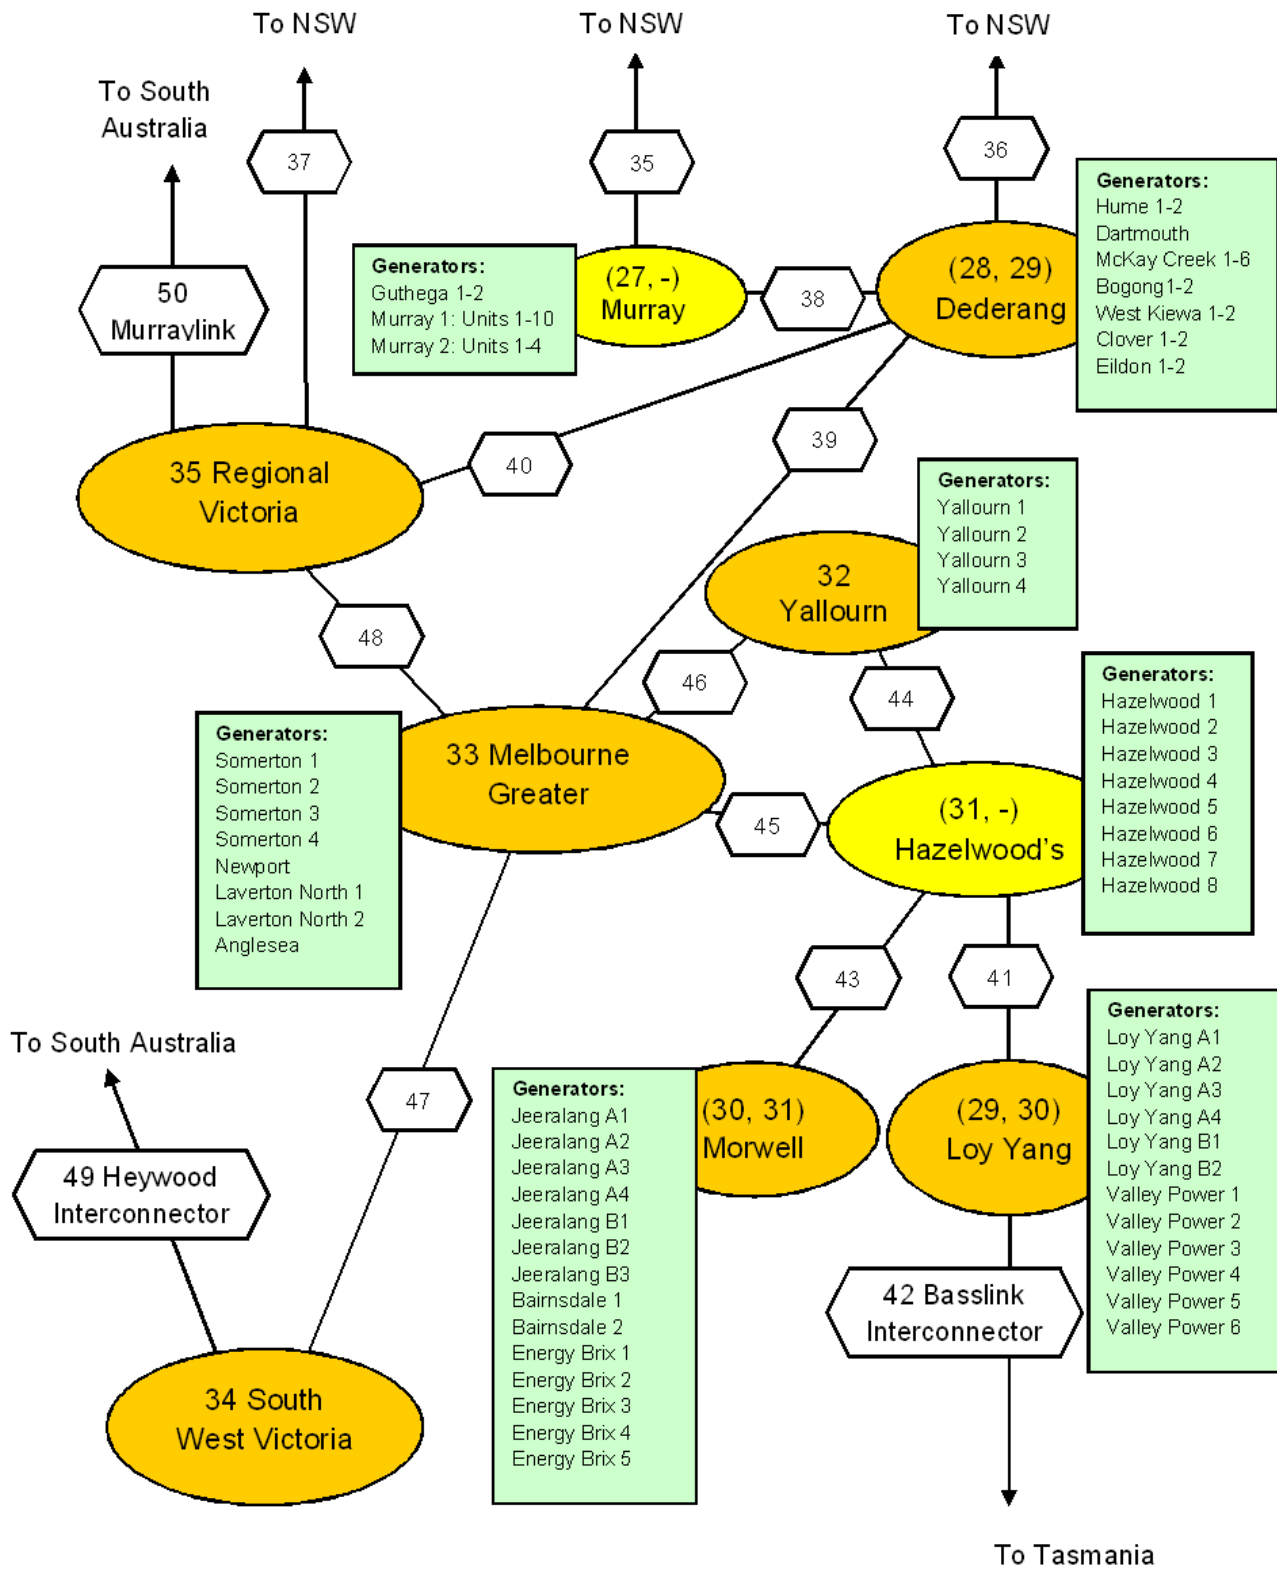 To NSW
To NSW
To NSW
To South
Australia
37
35
36
50
Murraylink
Generators:
Guthega 1-2
Murray 1: Units 1-10
Murray 2: Units 1-4
(27, -)
Murray
38
(28, 29)
Dederang
Generators:
Hume 1-2
Dartmouth
McKay Creek 1-6
Bogong1-2
West Kiewa 1-2
Clover 1-2
Eildon 1-2
35 Regional
Victoria
40
39
32
Yallourn
Generators:
Yallourn 1
Yallourn 2
Yallourn 3
Yallourn 4
48
46
44
Generators:
Somerton 1
Somerton 2
Somerton 3
Somerton 4
Newport
Laverton North 1
Laverton North 2
Anglesea
33 Melbourne
Greater
45
(31, -)
Hazelwood's
Generators:
Hazelwood 1
Hazelwood 2
Hazelwood 3
Hazelwood 4
Hazelwood 5
Hazelwood 6
Hazelwood 7
Hazelwood 8
43
41
To South Australia
47
49 Heywood
Interconnector
Generators:
Jeeralang A1
Jeeralang A2
Jeeralang A3
Jeeralang A4
Jeeralang B1
Jeeralang B2
Jeeralang B3
Bairnsdale 1
Bairnsdale 2
Energy Brix 1
Energy Brix 2
Energy Brix 3
Energy Brix 4
Energy Brix 5
(30, 31)
Morwell
(29, 30)
Loy Yang
Generators:
Loy Yang A1
Loy Yang A2
Loy Yang A3
Loy Yang A4
Loy Yang B1
Loy Yang B2
Valley Power 1
Valley Power 2
Valley Power 3
Valley Power 4
Valley Power 5
Valley Power 6
42 Basslink
Interconnector
34 South
West Victoria
To Tasmania